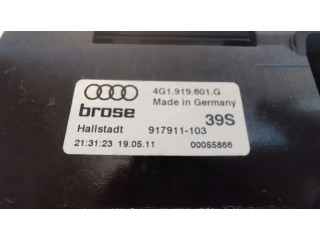 4G1.919.601.G
Made in Germany
brose
39S
Hallstadt 917911-103
21:31:23 19.05.11 00055866